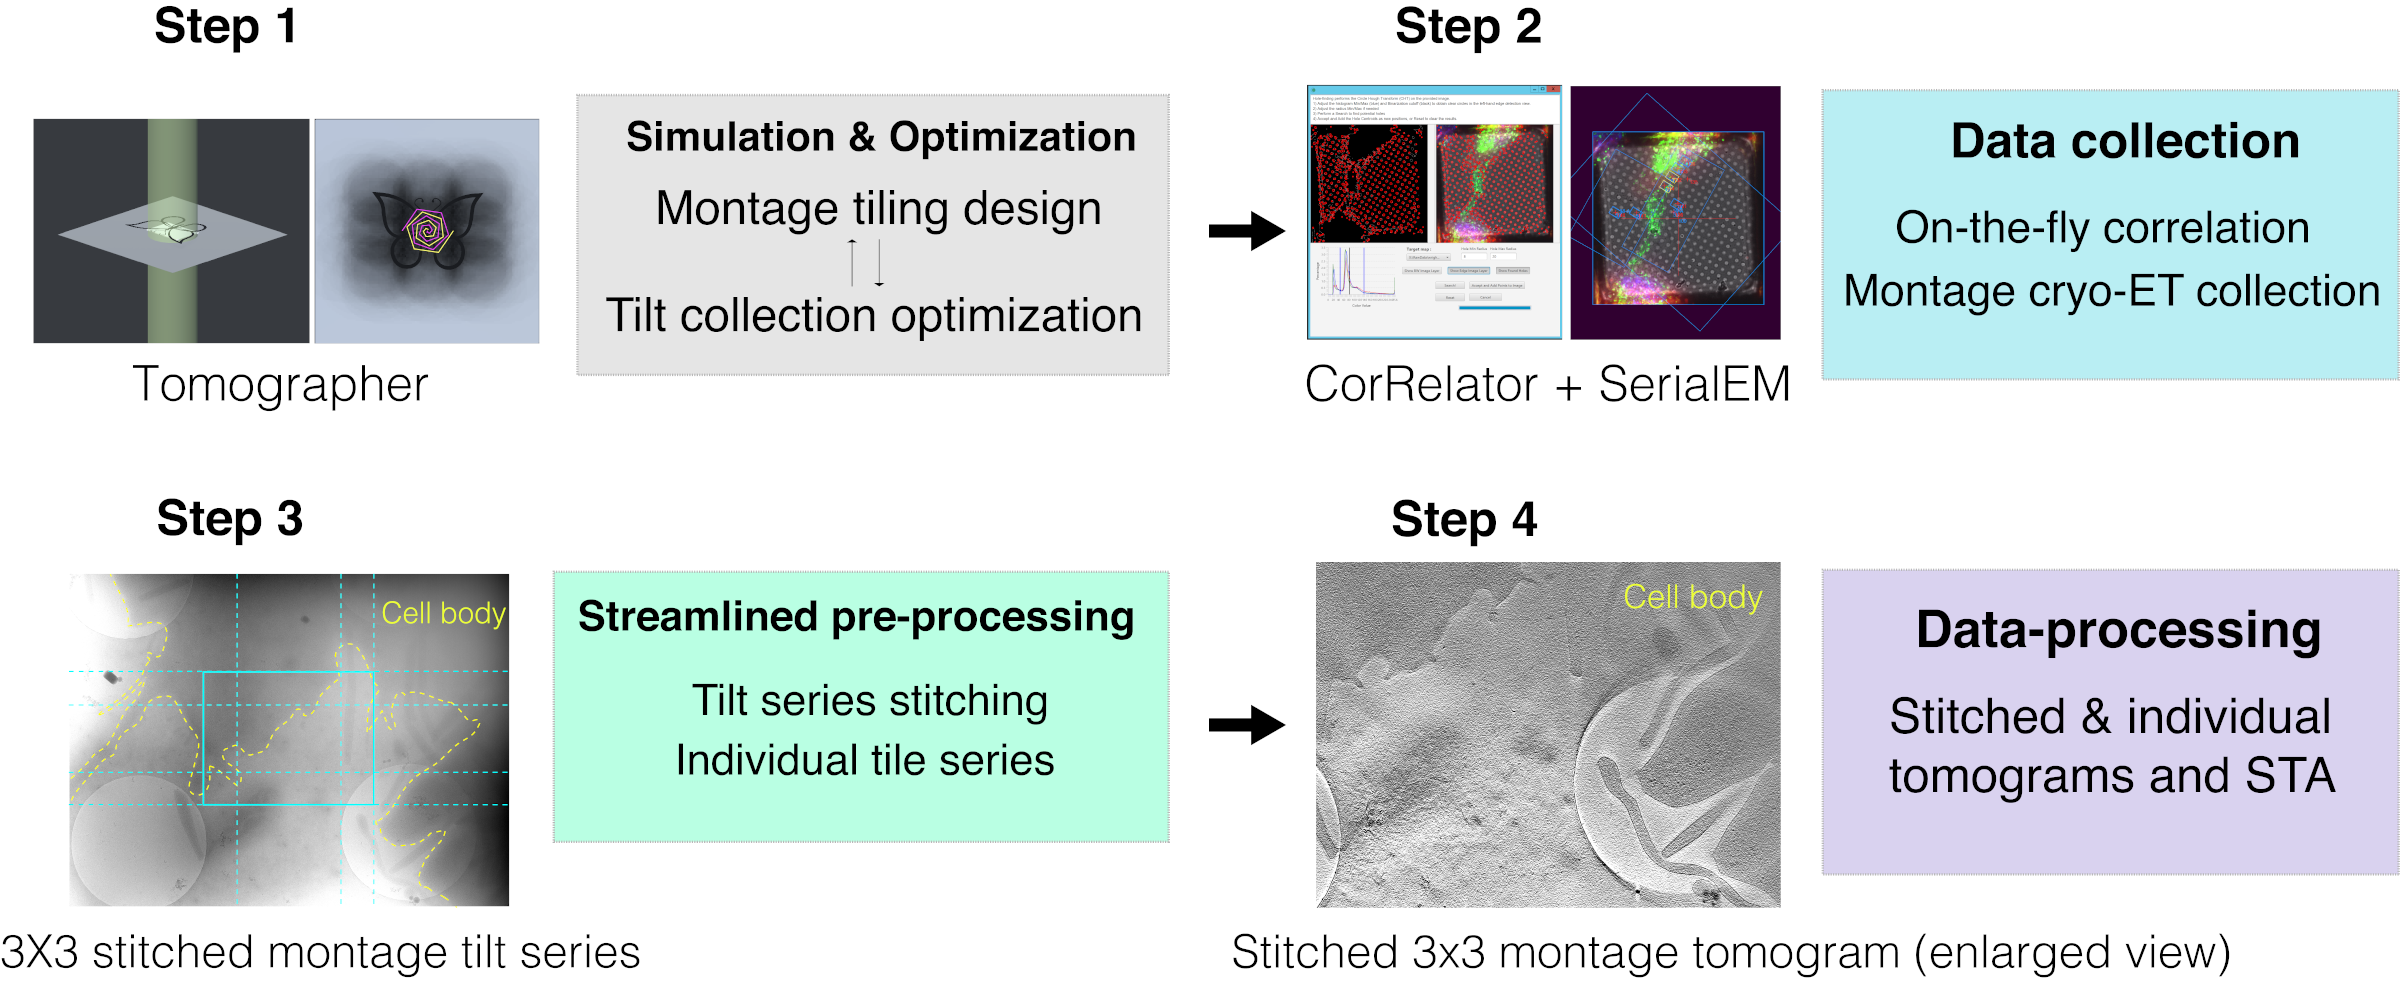 Step 1
Simulation & Optimization
Montage tiling design
Tilt collection optimization
Tomographer
Step 2
Data collection
On-the-fly correlation
Montage cryo-ET collection
CorRelator + SerialEM
Step 3
Cell body
Streamlined pre-processing
Tilt series stitching
Individual tile series
3X3 stitched montage tilt series
Step 4
Cell body
Data-processing
Stitched & individual
tomograms and STA
Stitched 3x3 montage tomogram (enlarged view)